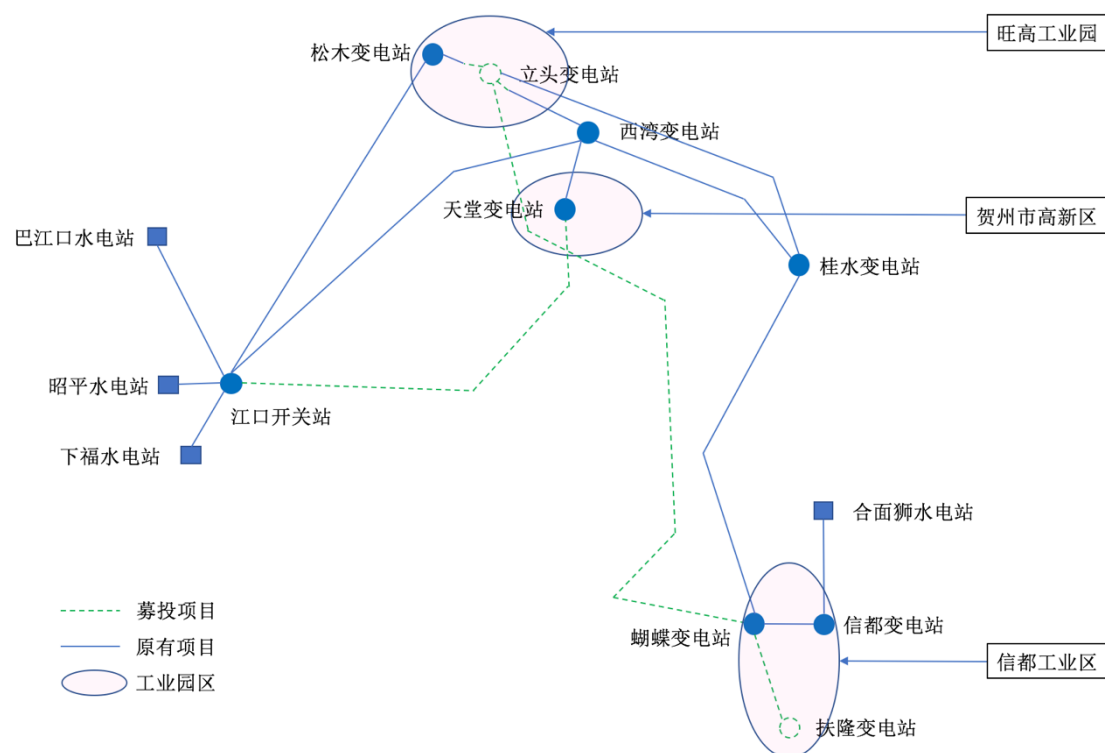 旺高工业园
松木变电站
立头变电站
西湾变电站
天堂变电站
贺州市高新区
巴江口水电站
桂水变电站
昭平水电站
江口开关站
下福水电站
合面狮水电站
募投项目
蝴蝶变电站
信都变电站
原有项目
信都工业区
工业园区
扶隆变电站